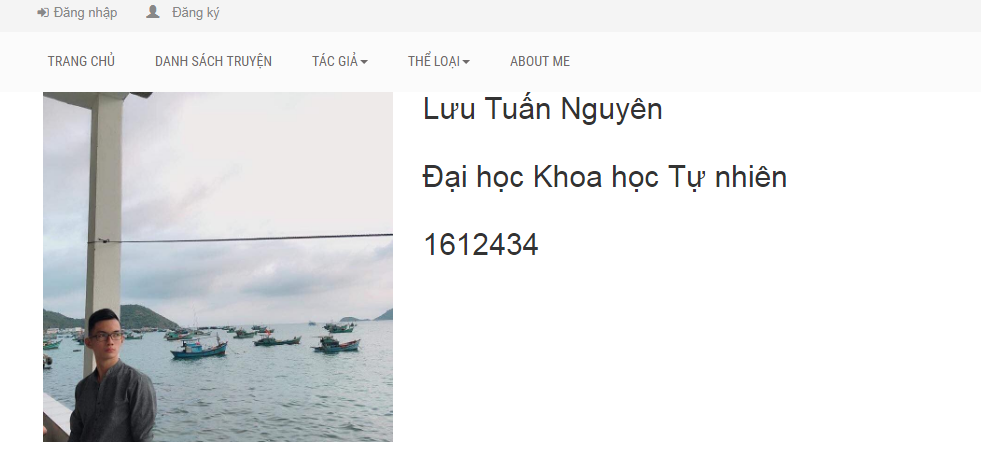 Đăng nhập Đăng ký
TRANG CHỦ DANH SÁCH TRUYỆN TÁC GIẢ THỂ LOẠI ABOUT ME
Lưu Tuấn Nguyên
Đại học Khoa học Tự nhiên
1612434